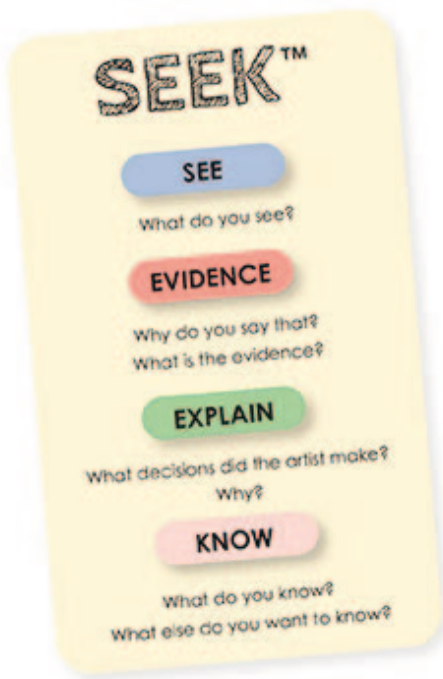 SEEK™
SEE
What do you see?
EVIDENCE
Why do you say that?
What is the evidence?
EXPLAIN
What decisions did the artist make?
Why?
KNOW
What do you know?
What else do you want to know?